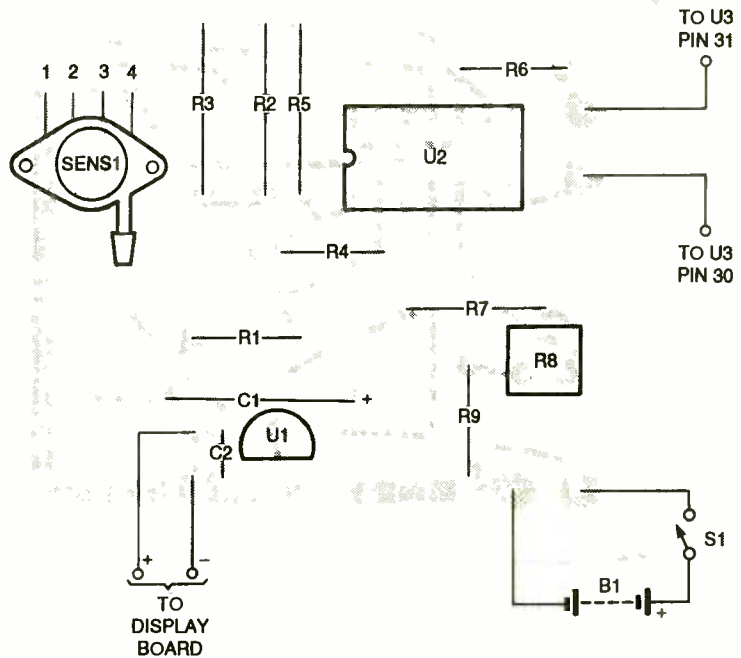 TO U3
PIN 31
1 2 3 4
R6
R3 R2 R5
SENS1
U2
TO U3
PIN 30
R4
R7
R1
R8
C1 +
R9
U1
C2
S1
+ −
B1
+
TO
DISPLAY
BOARD